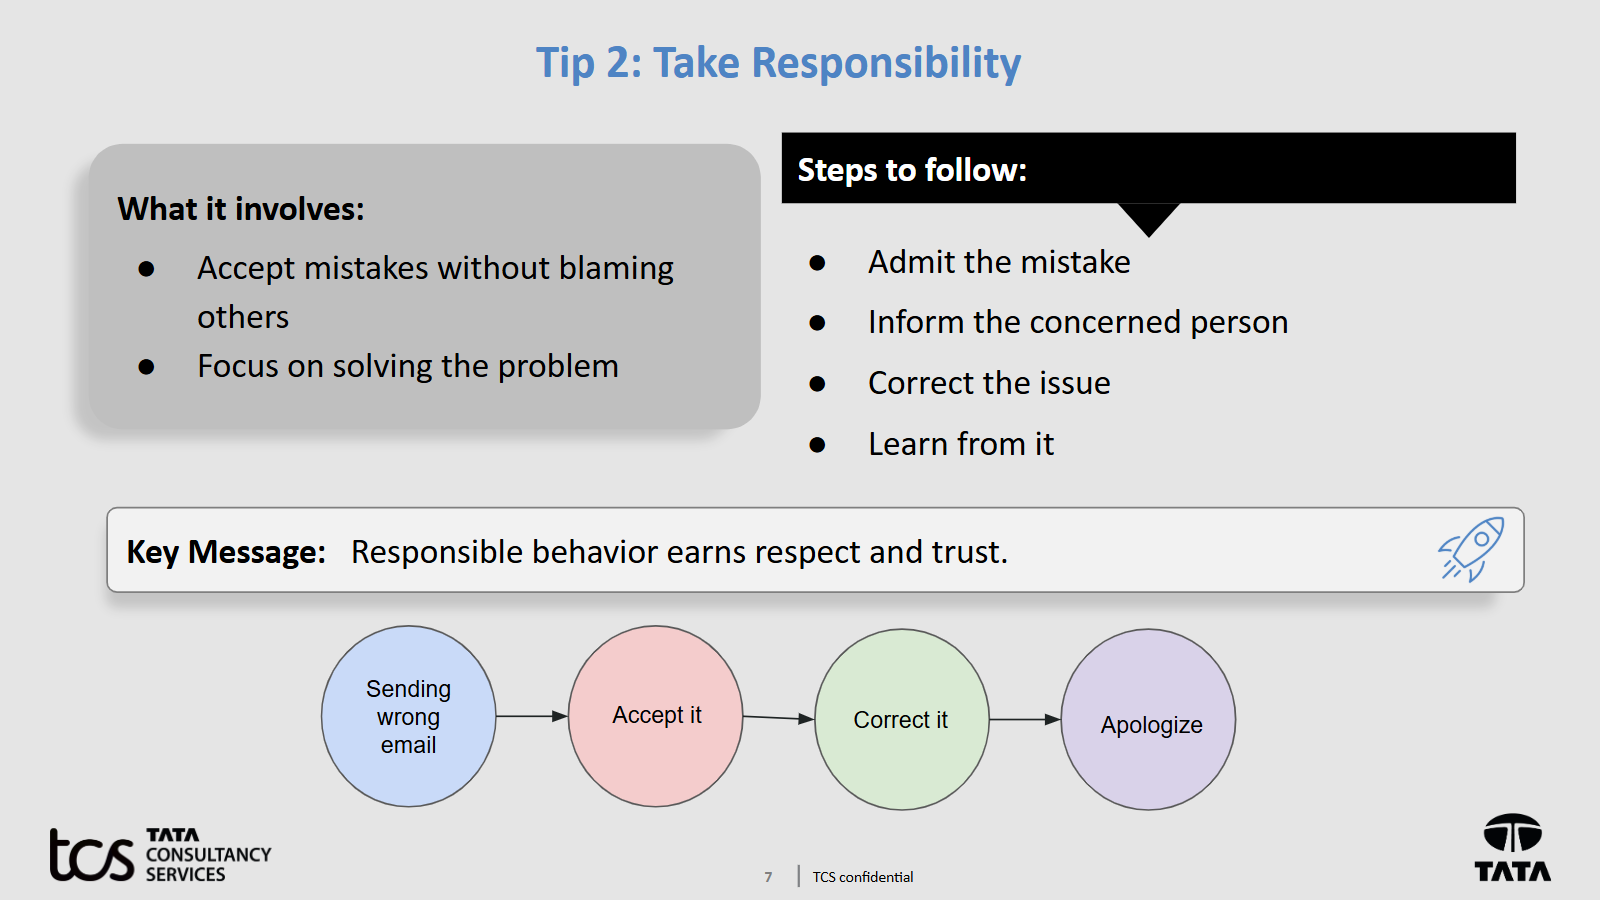 Tip 2: Take Responsibility
What it involves:
● Accept mistakes without blaming
others
● Focus on solving the problem
Steps to follow:
● Admit the mistake
● Inform the concerned person
● Correct the issue
● Learn from it
Key Message: Responsible behavior earns respect and trust.
Sending
wrong
email
Accept it
Correct it
Apologize
tcs TATA
CONSULTANCY
SERVICES
7 | TCS confidential
TATA